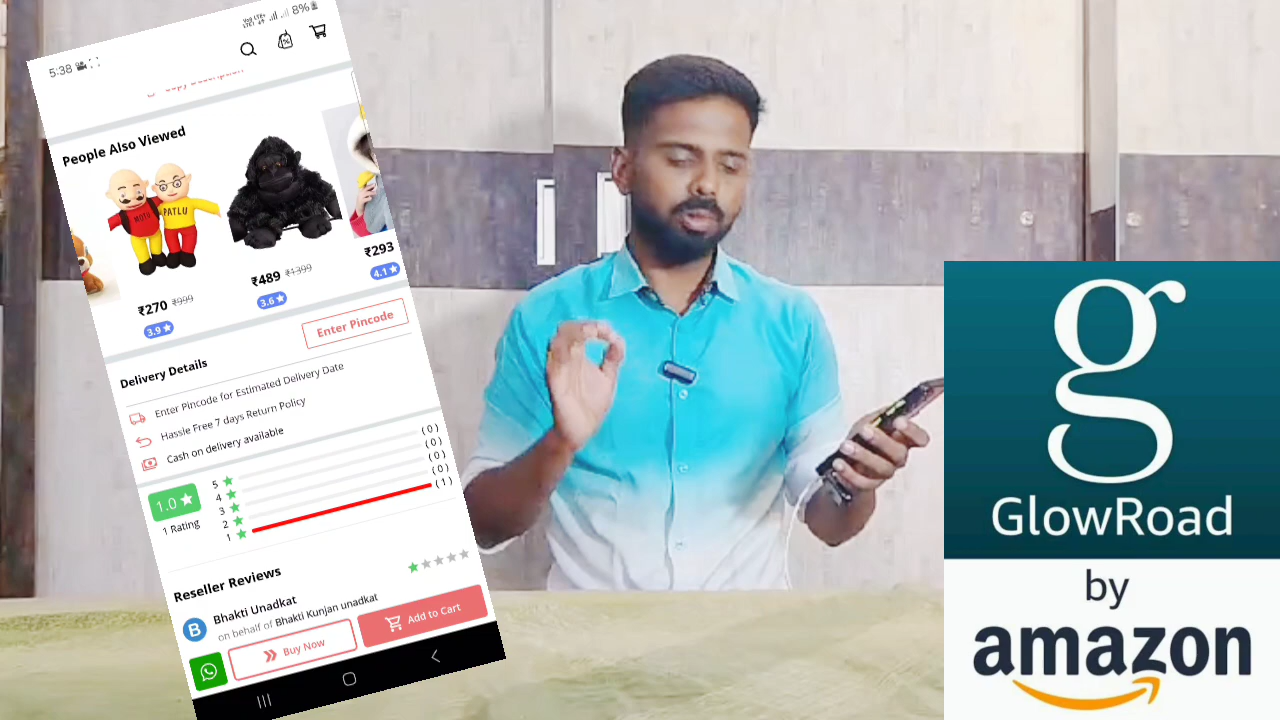 5:38
8%
People Also Viewed
MOTU
PATLU
₹270 ₹999
3.9 ★
₹489 ₹1399
3.6 ★
₹293
4.1 ★
Enter Pincode
Delivery Details
Enter Pincode for Estimated Delivery Date
Hassle Free 7 days Return Policy
Cash on delivery available
1.0 ★
1 Rating
5 ★ (0)
4 ★ (0)
3 ★ (0)
2 ★ (0)
1 ★ (1)
Reseller Reviews
B
Bhakti Unadkat
on behalf of Bhakti Kunjan unadkat
Buy Now
Add to Cart
g
GlowRoad
by
amazon